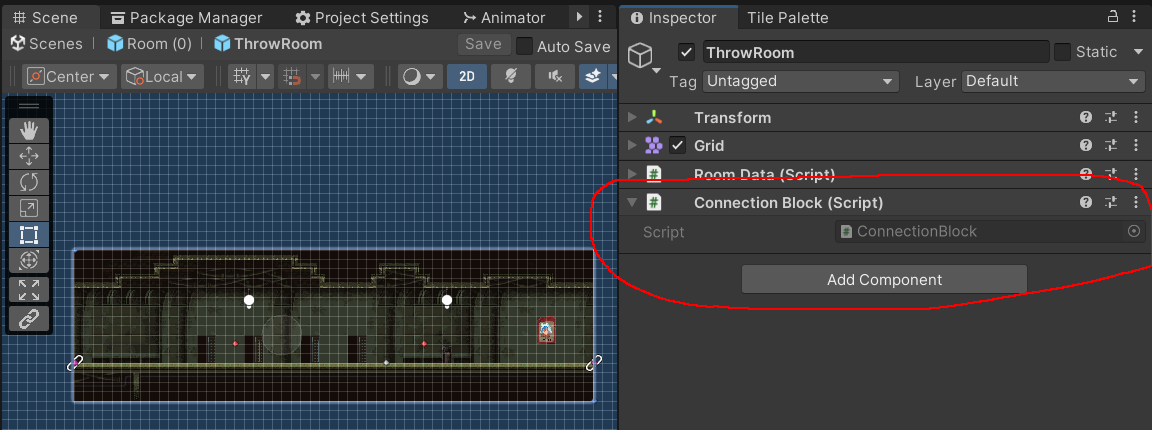 Scene
Package Manager
Project Settings
Animator
Scenes
Room (0)
ThrowRoom
Save
Auto Save
Center
Local
2D
Inspector
Tile Palette
ThrowRoom
Static
Tag
Untagged
Layer
Default
Transform
Grid
Room Data (Script)
Connection Block (Script)
Script
ConnectionBlock
Add Component